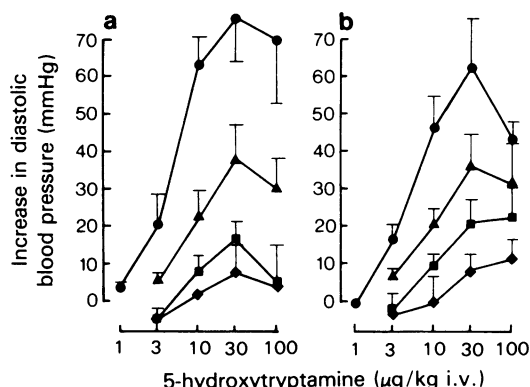 a
b
Increase in diastolic
blood pressure (mmHg)
70
60
50
40
30
20
10
0
70
60
50
40
30
20
10
0
1 3 10 30 100
1 3 10 30 100
5-hydroxytryptamine (μg/kg i.v.)